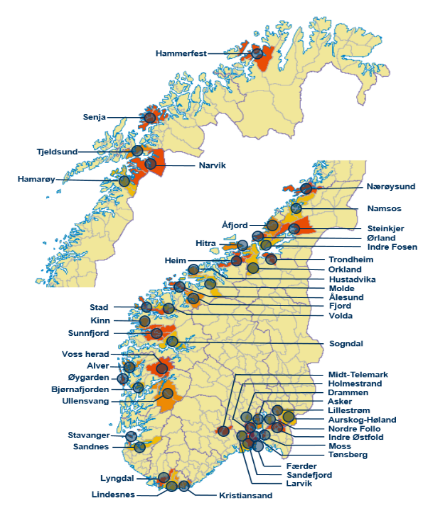 Hammerfest
Senja
Tjeldsund
Narvik
Hamarøy
Nærøysund
Namsos
Åfjord
Steinkjer
Ørland
Hitra
Indre Fosen
Heim
Trondheim
Orkland
Hustadvika
Molde
Ålesund
Fjord
Volda
Stad
Kinn
Sunnfjord
Sogndal
Voss herad
Alver
Øygarden
Bjørnafjorden
Ullensvang
Midt-Telemark
Holmestrand
Drammen
Asker
Lillestrøm
Aurskog-Høland
Nordre Follo
Indre Østfold
Moss
Tønsberg
Stavanger
Sandnes
Færder
Sandefjord
Larvik
Lyngdal
Lindesnes
Kristiansand